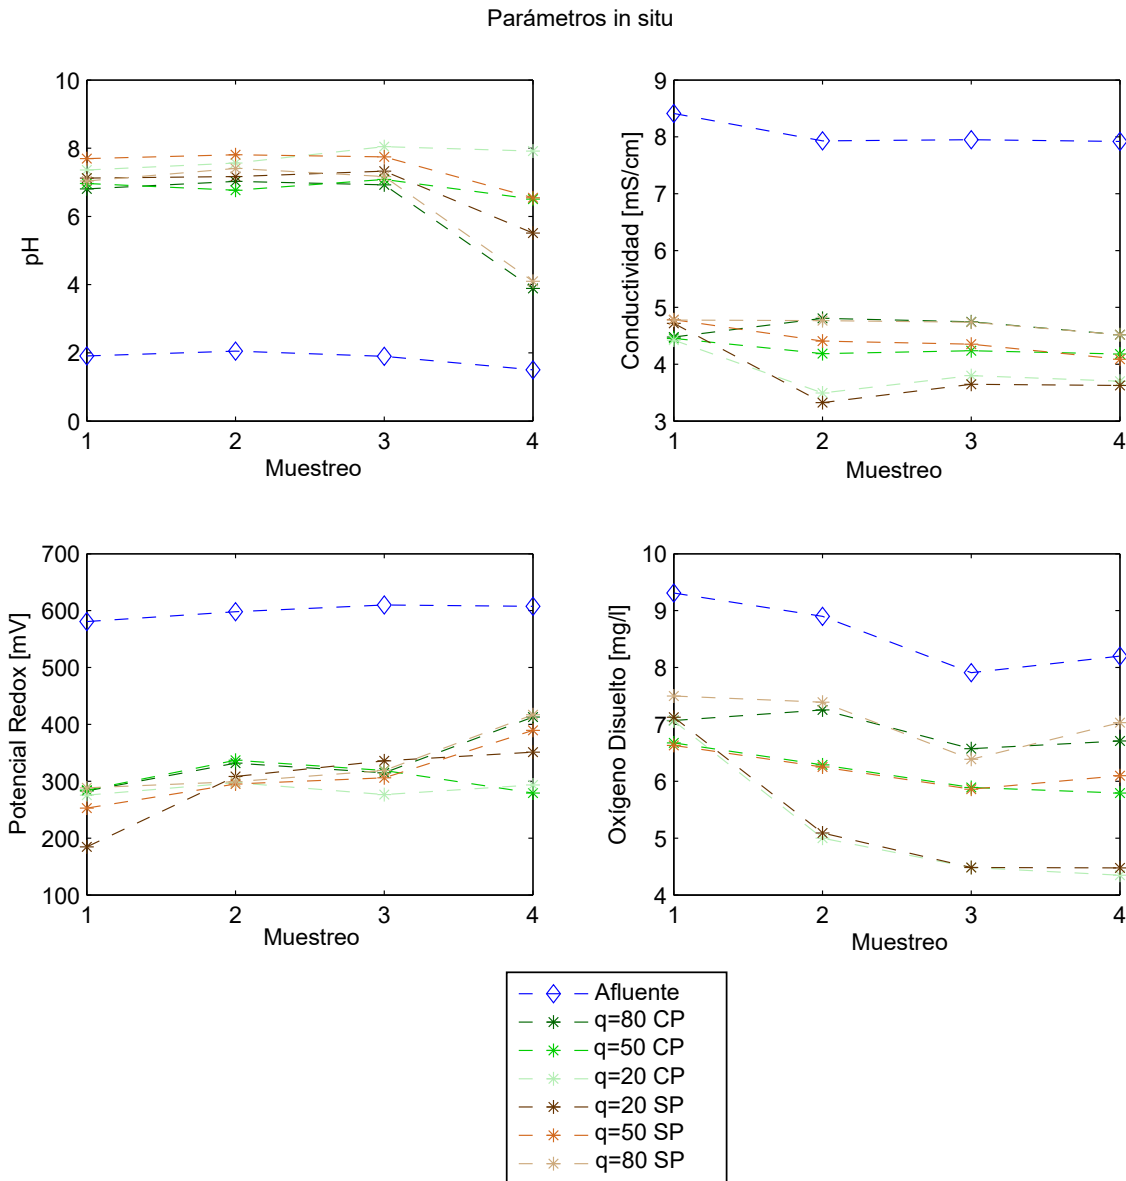 Parámetros in situ
10
8
6
4
2
0
pH
1 2 3 4
Muestreo
9
8
7
6
5
4
3
Conductividad [mS/cm]
1 2 3 4
Muestreo
700
600
500
400
300
200
100
Potencial Redox [mV]
1 2 3 4
Muestreo
10
9
8
7
6
5
4
Oxígeno Disuelto [mg/l]
1 2 3 4
Muestreo
Afluente
q=80 CP
q=50 CP
q=20 CP
q=20 SP
q=50 SP
q=80 SP